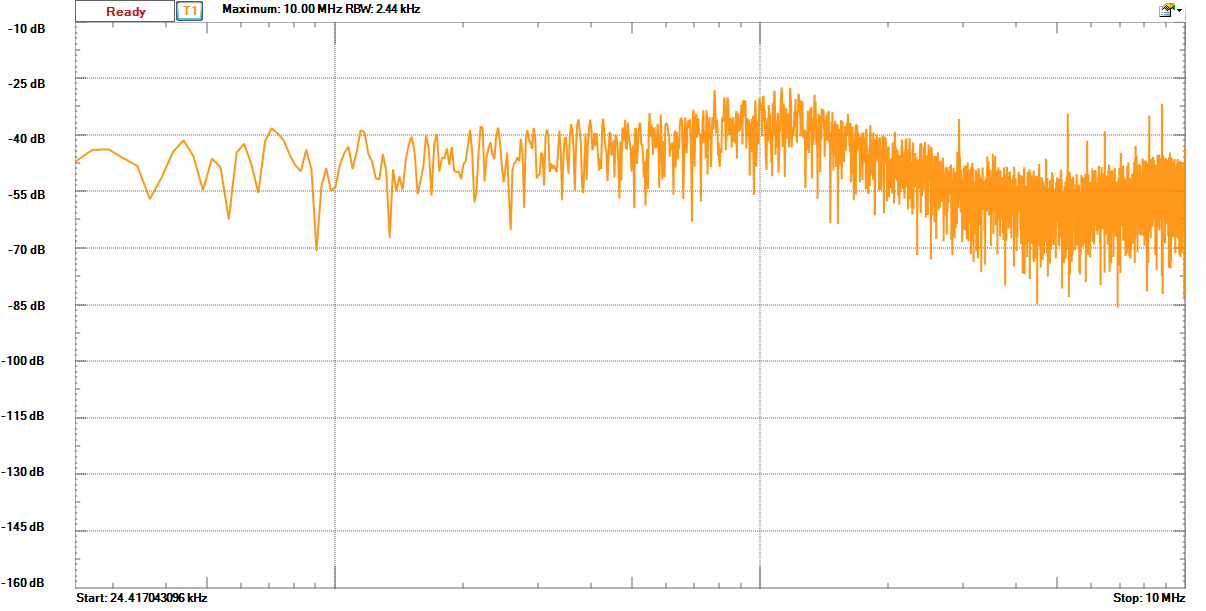 Ready T1 Maximum: 10.00 MHz RBW: 2.44 kHz
-10 dB
-25 dB
-40 dB
-55 dB
-70 dB
-85 dB
-100 dB
-115 dB
-130 dB
-145 dB
-160 dB
Start: 24.417043096 kHz Stop: 10 MHz